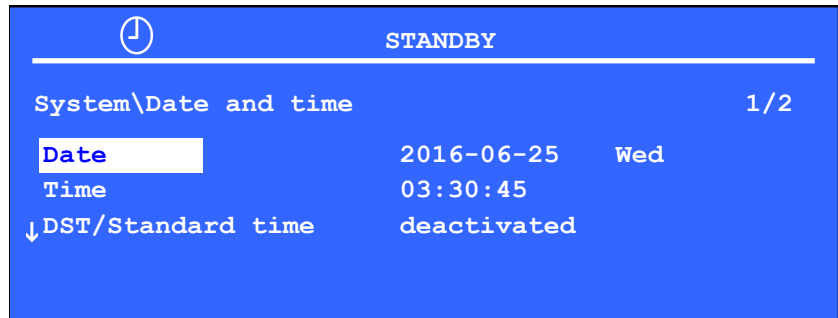 STANDBY
System\Date and time 1/2
Date 2016-06-25 Wed
Time 03:30:45
↓DST/Standard time deactivated